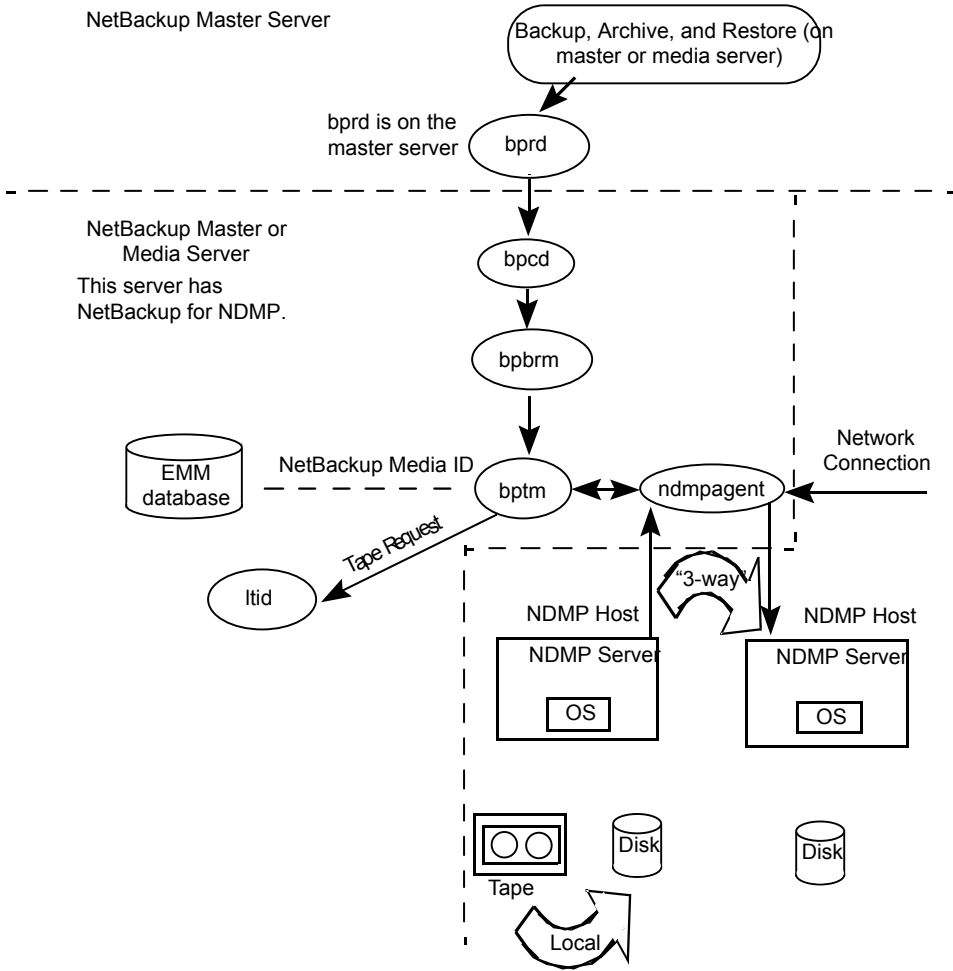 NetBackup Master Server
Backup, Archive, and Restore (on
master or media server)
bprd is on the
master server
bprd
NetBackup Master or
Media Server
This server has
NetBackup for NDMP.
bpcd
bpbrm
Network
Connection
EMM
database
NetBackup Media ID
bptm
ndmpagent
Tape Request
ltid
“3-way”
NDMP Host
NDMP Host
NDMP Server
NDMP Server
OS
OS
Disk
Disk
Tape
Local